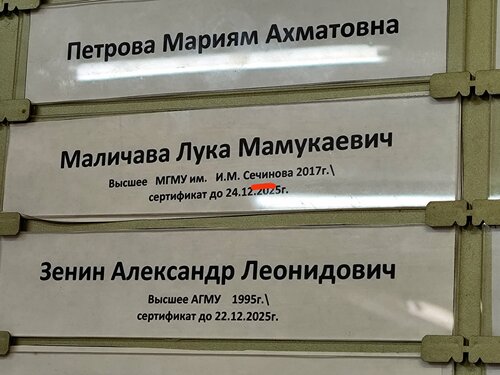 Петрова Мариям Ахматовна
Маличава Лука Мамукаевич
Высшее МГМУ им. И.М. Сечинова 2017г.\
сертификат до 24.12.2025г.
Зенин Александр Леонидович
Высшее АГМУ 1995г.\
сертификат до 22.12.2025г.